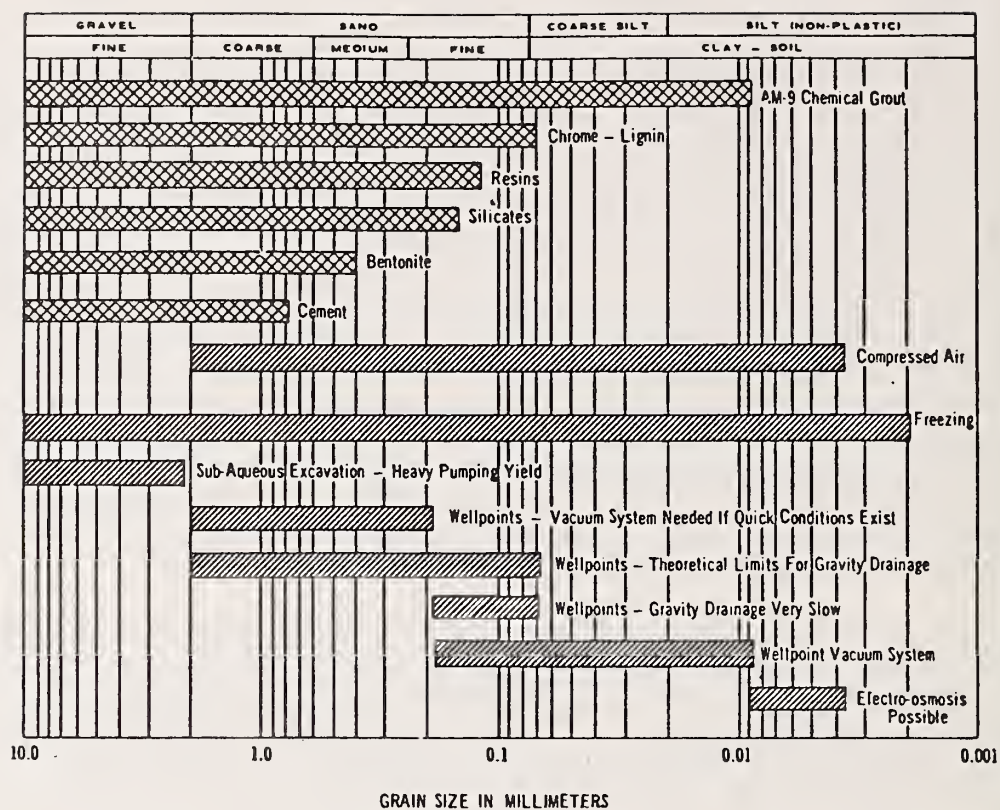 GRAVEL SAND COARSE SILT SILT (NON-PLASTIC)
FINE COARSE MEDIUM FINE CLAY – SOIL
AM-9 Chemical Grout
Chrome – Lignin
Resins
Silicates
Bentonite
Cement
Compressed Air
Freezing
Sub-Aqueous Excavation – Heavy Pumping Yield
Wellpoints – Vacuum System Needed If Quick Conditions Exist
Wellpoints – Theoretical Limits For Gravity Drainage
Wellpoints – Gravity Drainage Very Slow
Wellpoint Vacuum System
Electro-osmosis
Possible
10.0 1.0 0.1 0.01 0.001
GRAIN SIZE IN MILLIMETERS